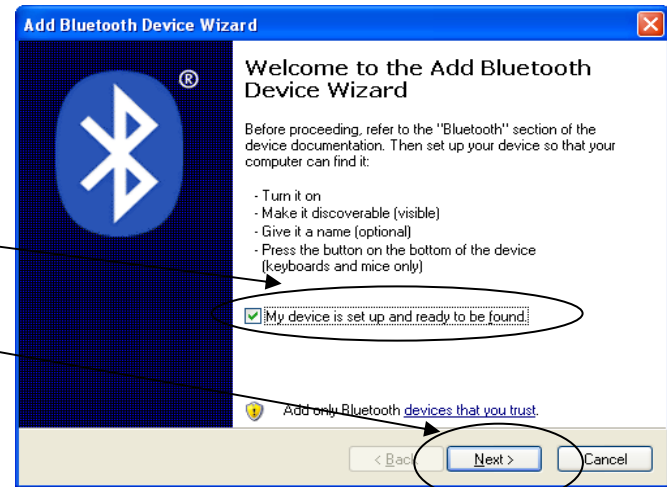 Add Bluetooth Device Wizard
®
Welcome to the Add Bluetooth
Device Wizard
Before proceeding, refer to the "Bluetooth" section of the
device documentation. Then set up your device so that your
computer can find it:
- Turn it on
- Make it discoverable (visible)
- Give it a name (optional)
- Press the button on the bottom of the device
(keyboards and mice only)
My device is set up and ready to be found.
Add only Bluetooth devices that you trust.
< Back Next > Cancel